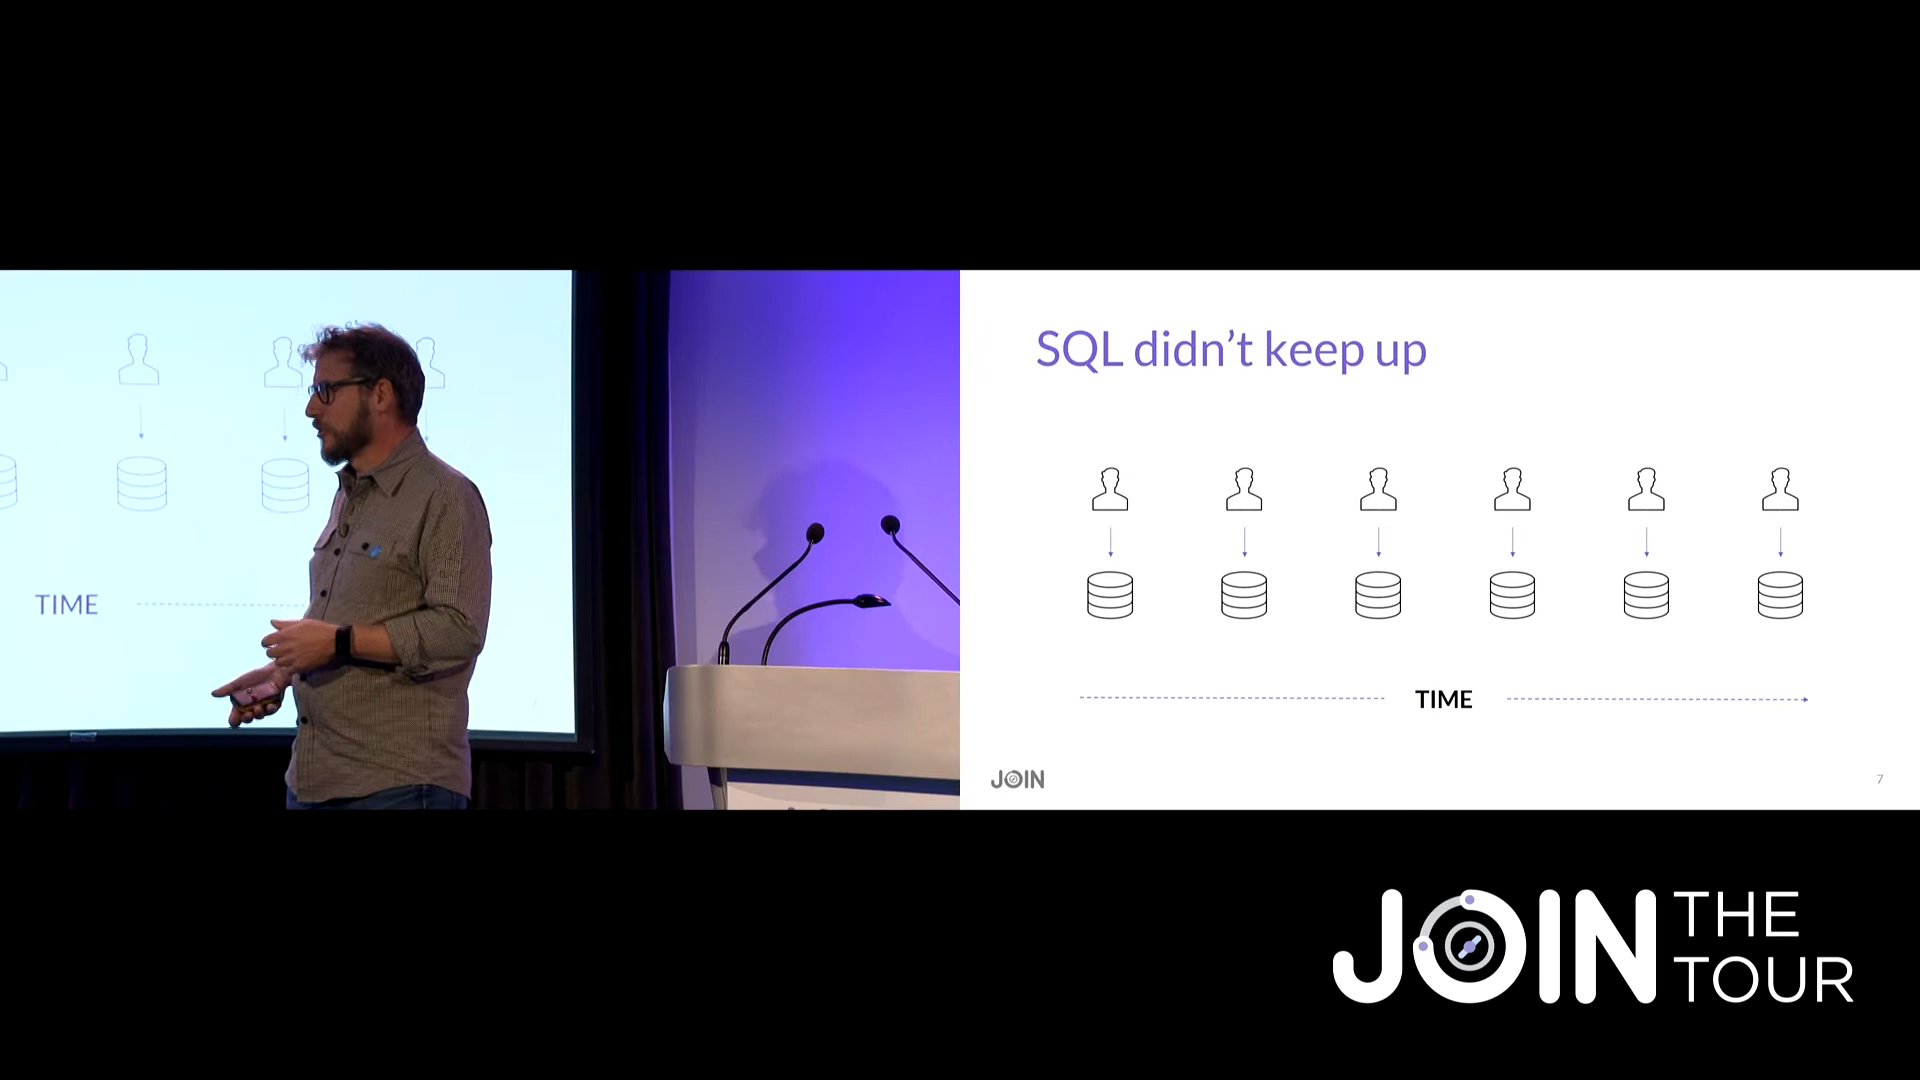 TIME
SQL didn’t keep up
TIME
JOIN
7
JOIN THE
TOUR